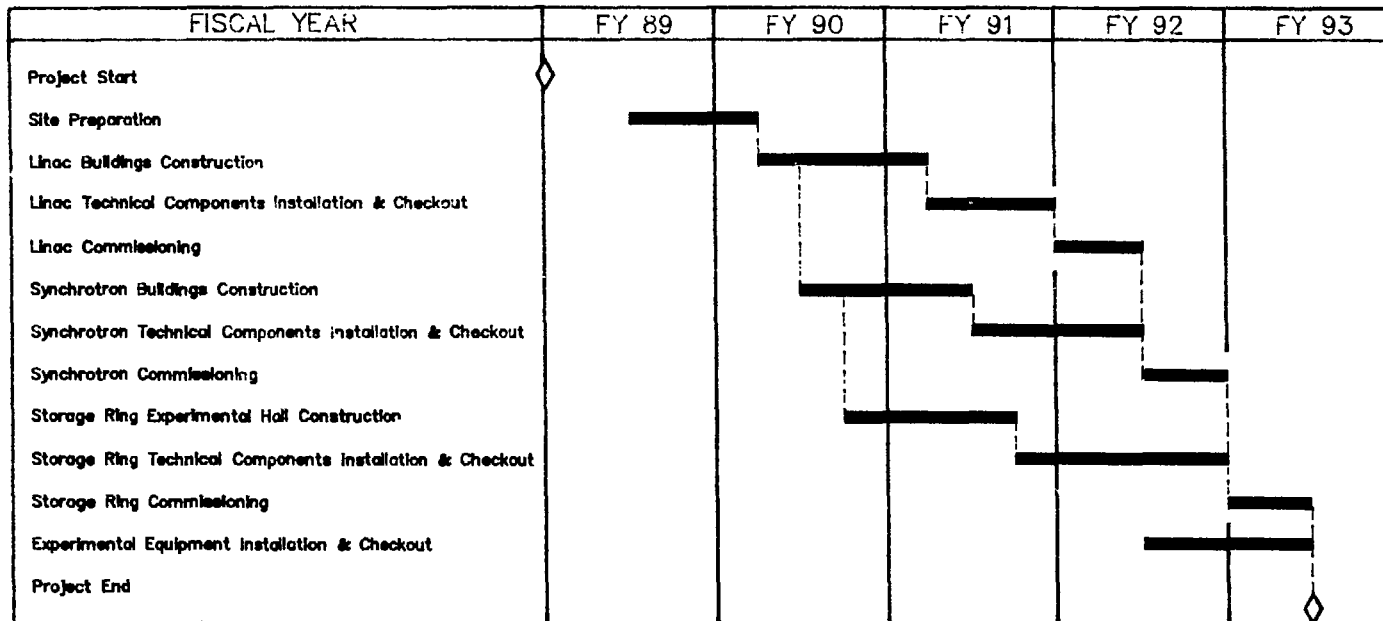 FISCAL YEAR FY 89 FY 90 FY 91 FY 92 FY 93
Project Start
Site Preparation
Linac Buildings Construction
Linac Technical Components Installation & Checkout
Linac Commissioning
Synchrotron Buildings Construction
Synchrotron Technical Components Installation & Checkout
Synchrotron Commissioning
Storage Ring Experimental Hall Construction
Storage Ring Technical Components Installation & Checkout
Storage Ring Commissioning
Experimental Equipment Installation & Checkout
Project End